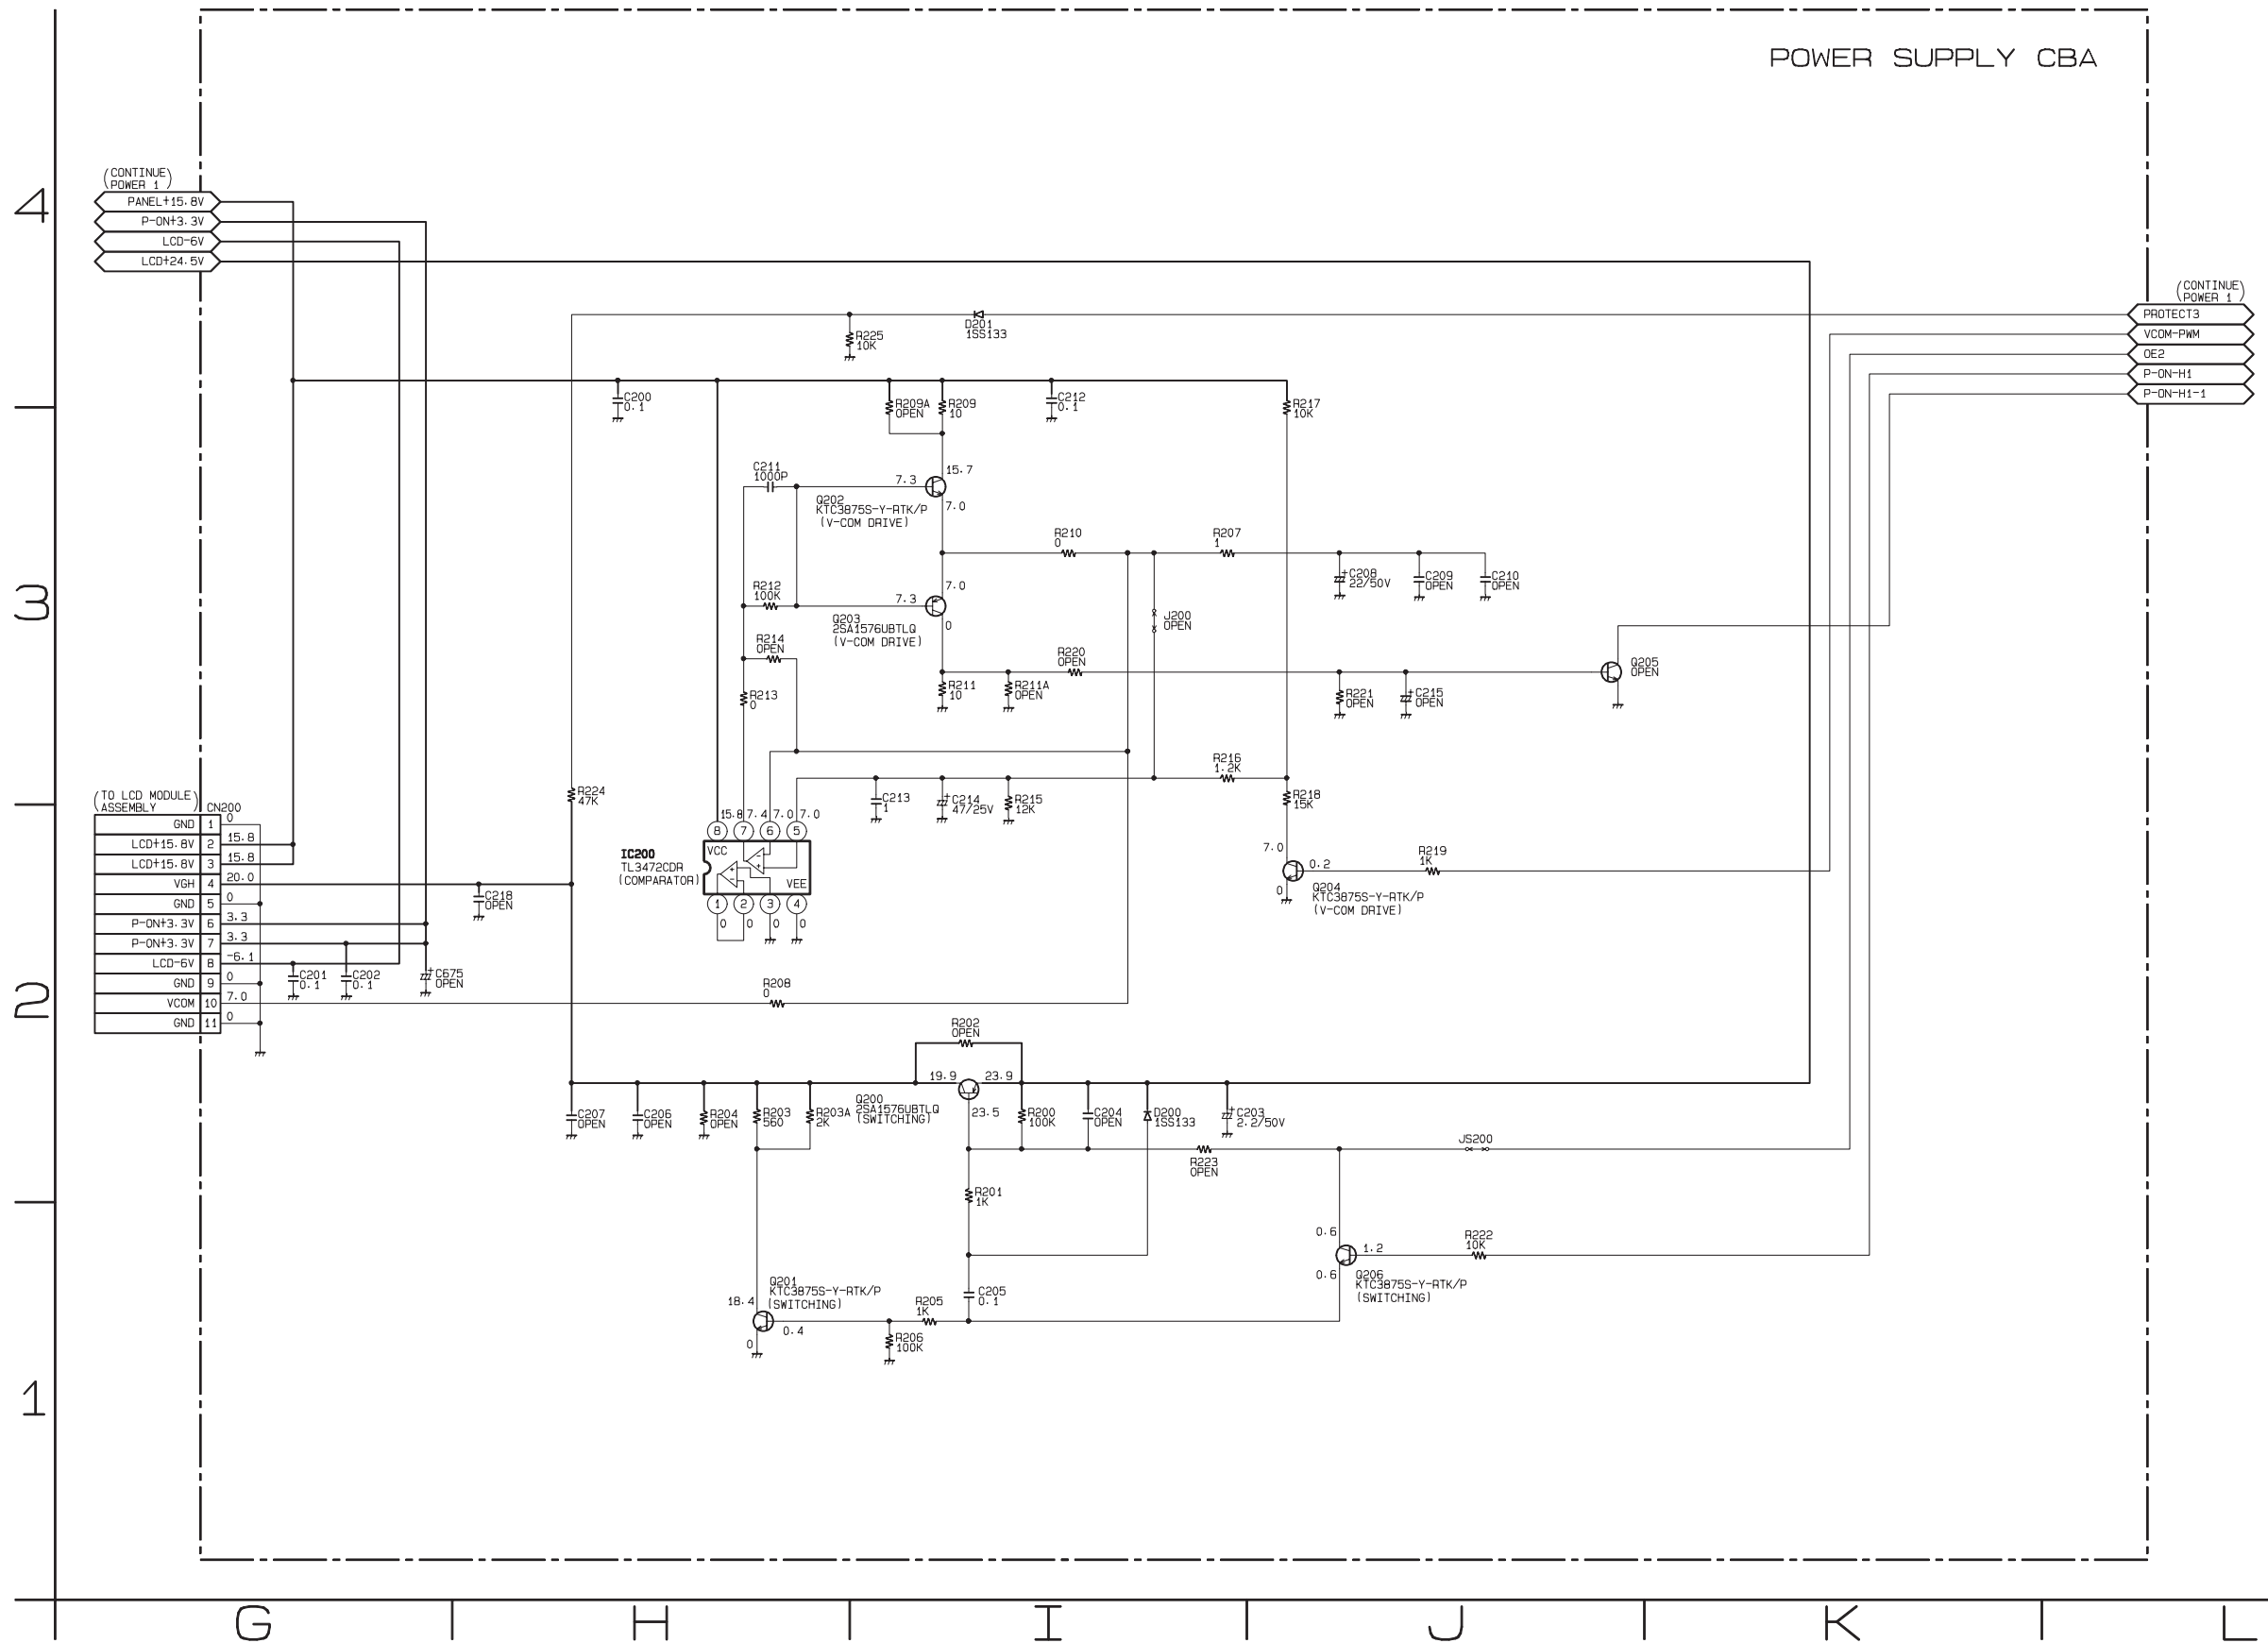 POWER SUPPLY CBA
4
3
2
1
G
H
I
J
K
L
(CONTINUE
POWER 1)
PANEL+15.8V
P-ON+3.3V
LCD-6V
LCD+24.5V
(CONTINUE
POWER 1)
PROTECT3
VCOM-PWM
OE2
P-ON-H1
P-ON-H1-1
D201
1SS133
R225
10K
C200
0.1
R209A
OPEN
R209
10
C212
0.1
R217
10K
C211
1000P
7.3
15.7
7.0
Q202
KTC3875S-Y-RTK/P
(V-COM DRIVE)
R210
0
R207
1
+C208
22/50V
C209
OPEN
C210
OPEN
R212
100K
7.3
7.0
0
Q203
2SA1576UBTLQ
(V-COM DRIVE)
J200
OPEN
R214
OPEN
R220
OPEN
Q205
OPEN
R213
0
R211
10
R211A
OPEN
R221
OPEN
+C215
OPEN
R216
1.2K
R224
47K
C213
1
+C214
47/25V
R215
12K
R218
15K
15.8
7.4
7.0
7.0
8
7
6
5
VCC
VEE
IC200
TL3472CDR
(COMPARATOR)
1
2
3
4
0
0
0
0
7.0
0.2
0
R219
1K
Q204
KTC3875S-Y-RTK/P
(V-COM DRIVE)
(TO LCD MODULE
ASSEMBLY)
CN200
GND 1 0
LCD+15.8V 2 15.8
LCD+15.8V 3 15.8
VGH 4 20.0
GND 5 0
P-ON+3.3V 6 3.3
P-ON+3.3V 7 3.3
LCD-6V 8 -6.1
GND 9 0
VCOM 10 7.0
GND 11 0
C218
OPEN
C201
0.1
C202
0.1
+C675
OPEN
R208
0
R202
OPEN
19.9
23.9
23.5
C207
OPEN
C206
OPEN
R204
OPEN
R203
560
R203A
2K
Q200
2SA1576UBTLQ
(SWITCHING)
R200
100K
C204
OPEN
D200
1SS133
+C203
2.2/50V
R223
OPEN
JS200
R201
1K
0.6
1.2
0.6
R222
10K
Q206
KTC3875S-Y-RTK/P
(SWITCHING)
Q201
KTC3875S-Y-RTK/P
(SWITCHING)
18.4
0.4
0
R205
1K
C205
0.1
R206
100K